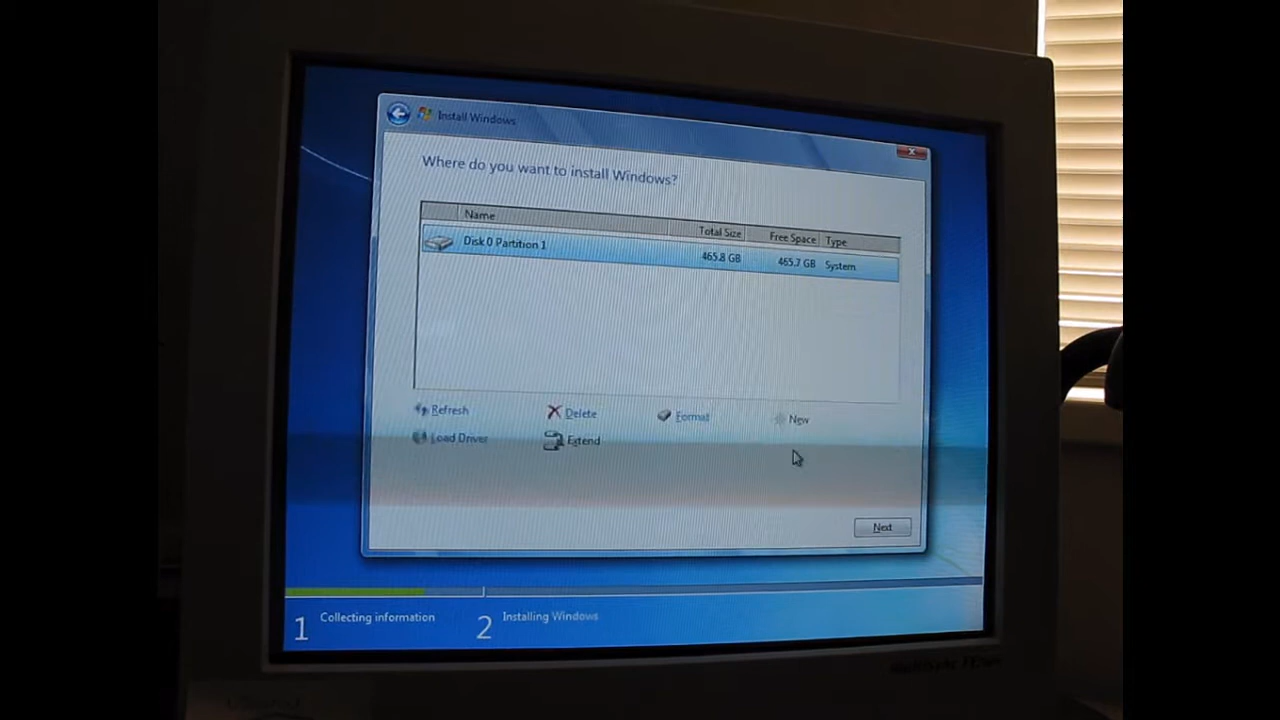 Install Windows
Where do you want to install Windows?
Name Total Size Free Space Type
Disk 0 Partition 1 465.8 GB 465.7 GB System
Refresh Delete Format New
Load Driver Extend
Next
1 Collecting information 2 Installing Windows